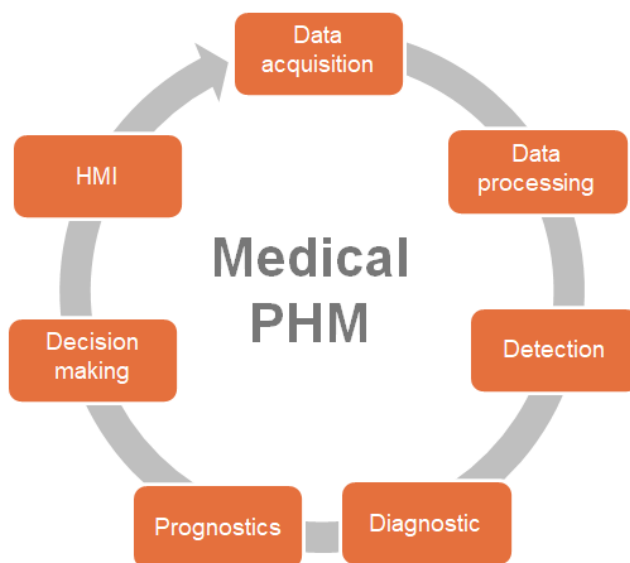 Data
acquisition
Data
processing
Detection
Diagnostic
Prognostics
Decision
making
HMI
Medical
PHM